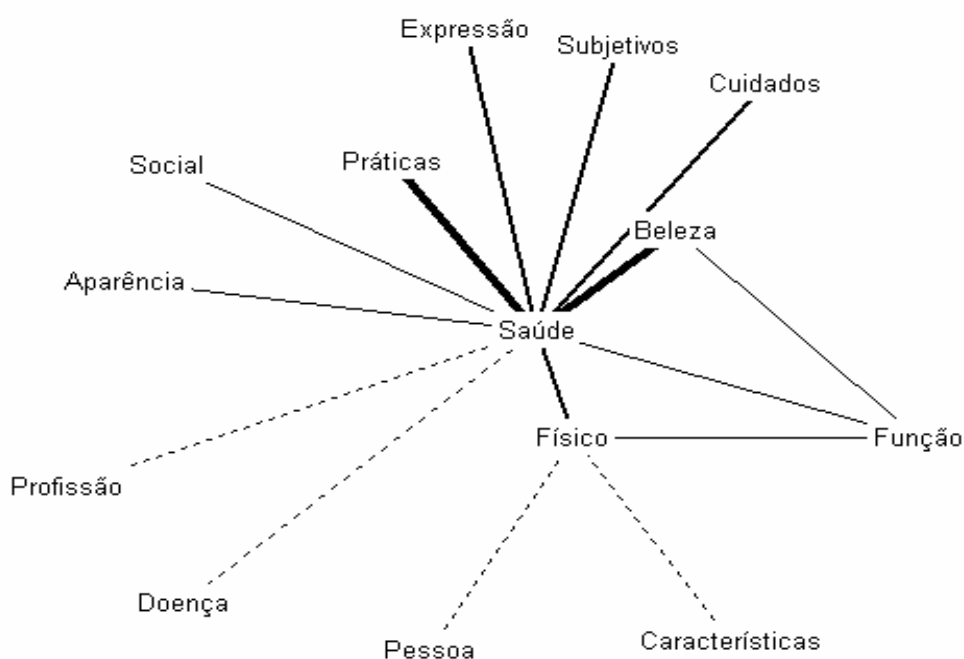 Expressão
Subjetivos
Cuidados
Práticas
Social
Beleza
Aparência
Saúde
Físico
Função
Profissão
Doença
Pessoa
Características